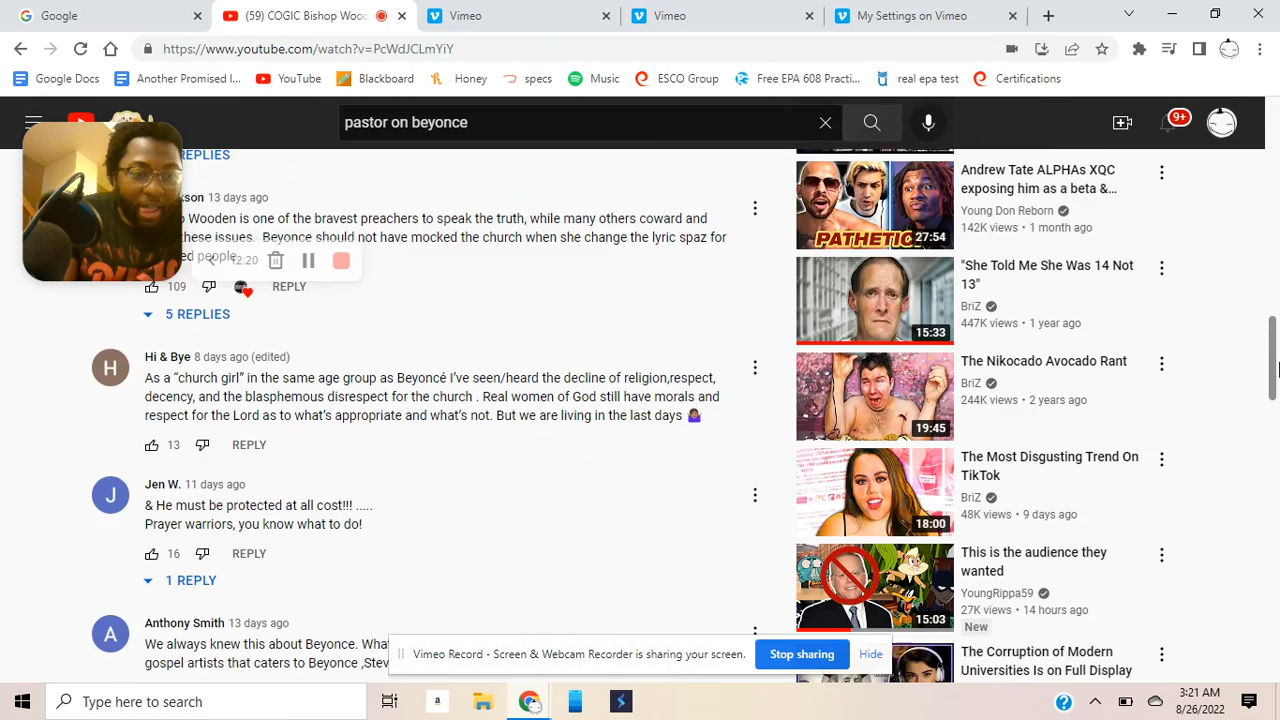 Google
(59) COGIC Bishop Wood
Vimeo
Vimeo
My Settings on Vimeo
https://www.youtube.com/watch?v=PcWdJCLmYiY
Google Docs
Another Promised I...
YouTube
Blackboard
Honey
specs
Music
ESCO Group
Free EPA 608 Practi...
real epa test
Certifications
pastor on beyonce
9+
REPLIES
kson 13 days ago
Wooden is one of the bravest preachers to speak the truth, while many others coward and
issues. Beyonce should not have mocked the church when she change the lyric spaz for
people
2:20
109
REPLY
5 REPLIES
H
Hi & Bye 8 days ago (edited)
As a “church girl” in the same age group as Beyoncé I’ve seen/heard the decline of religion,respect,
decency, and the blasphemous disrespect for the church . Real women of God still have morals and
respect for the Lord as to what’s appropriate and what’s not. But we are living in the last days 🤷🏽‍♀️
13
REPLY
J
Jen W. 11 days ago
& He must be protected at all cost!!! .....
Prayer warriors, you know what to do!
16
REPLY
1 REPLY
A
Anthony Smith 13 days ago
We always knew this about Beyonce. Wha
gospel artists that caters to Beyonce ,Stev
PATHETIC
27:54
Andrew Tate ALPHAs XQC
exposing him as a beta &...
Young Don Reborn
142K views • 1 month ago
15:33
"She Told Me She Was 14 Not
13"
BriZ
447K views • 1 year ago
19:45
The Nikocado Avocado Rant
BriZ
244K views • 2 years ago
18:00
The Most Disgusting Trend On
TikTok
BriZ
48K views • 9 days ago
15:03
This is the audience they
wanted
YoungRippa59
27K views • 14 hours ago
New
The Corruption of Modern
Universities Is on Full Display
Vimeo Record - Screen & Webcam Recorder is sharing your screen.
Stop sharing
Hide
Type here to search
a
3:21 AM
8/26/2022